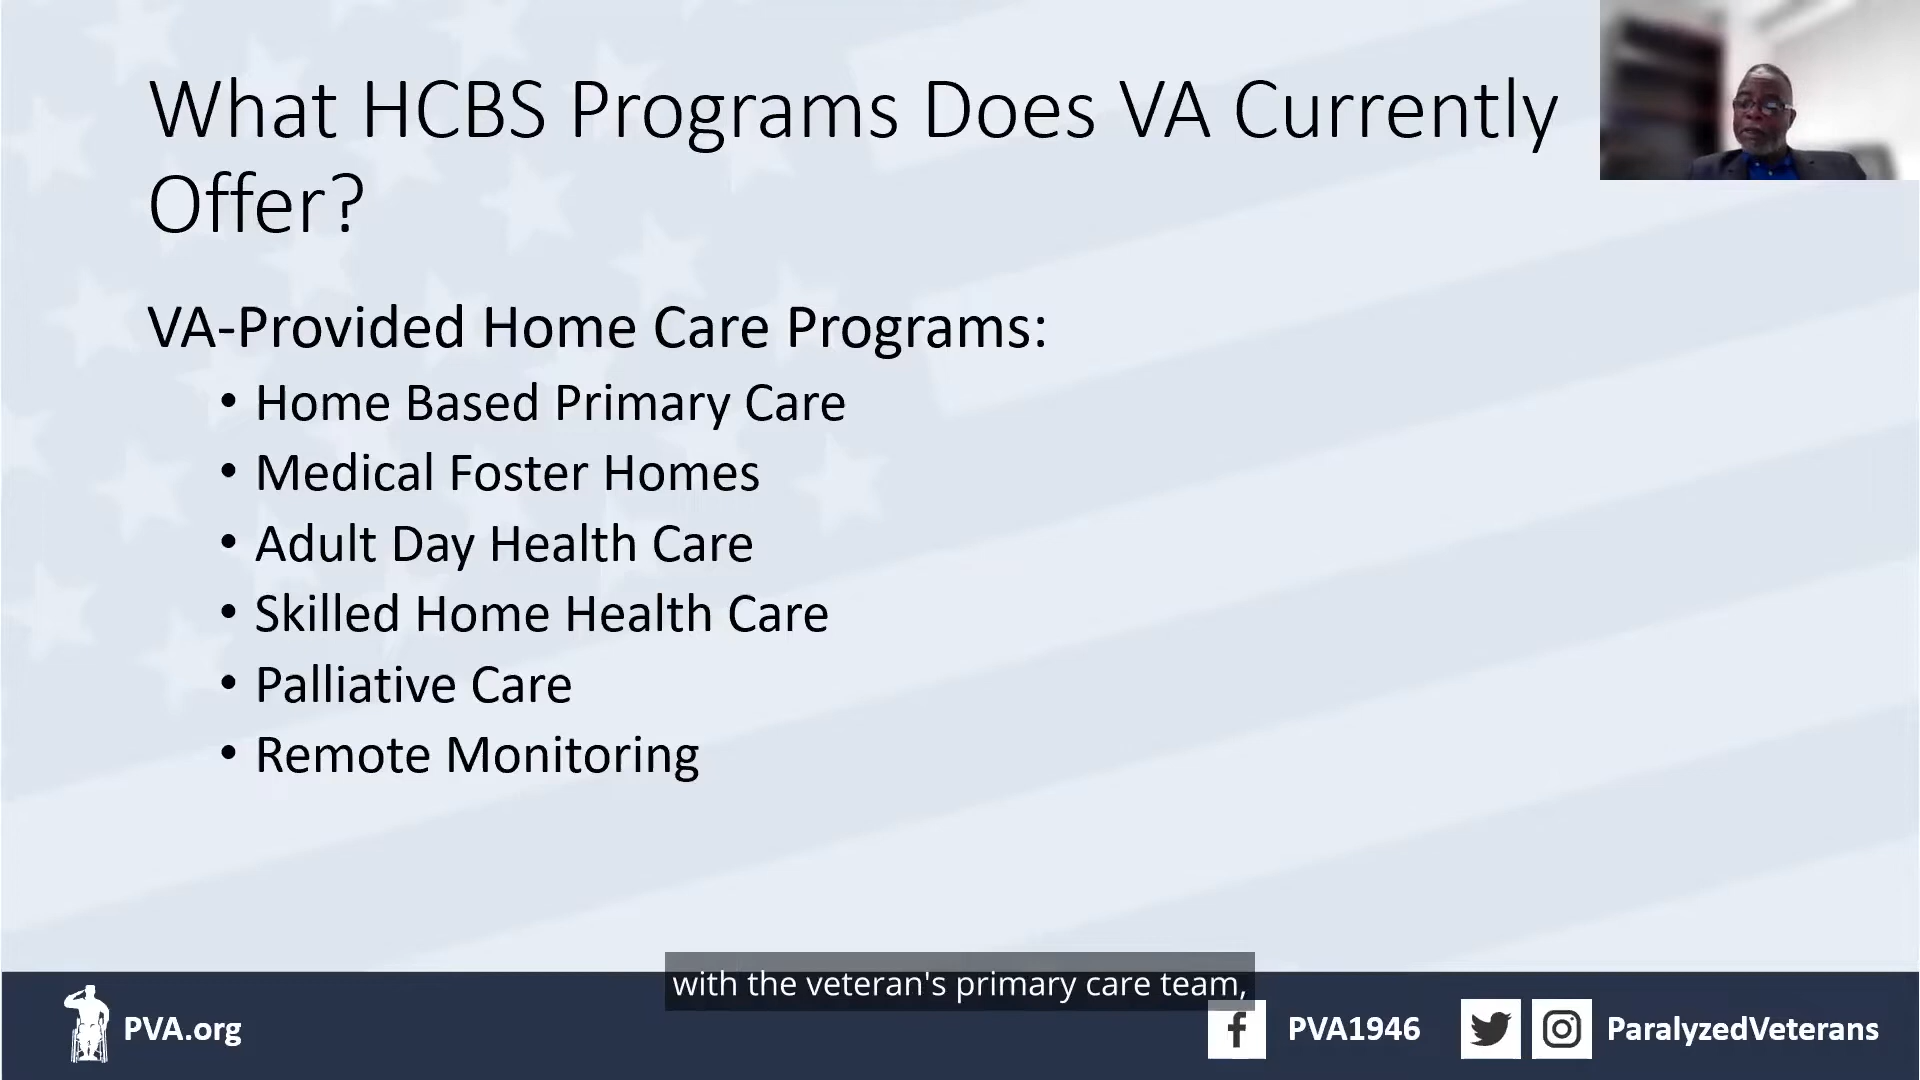 What HCBS Programs Does VA Currently
Offer?
VA-Provided Home Care Programs:
• Home Based Primary Care
• Medical Foster Homes
• Adult Day Health Care
• Skilled Home Health Care
• Palliative Care
• Remote Monitoring
with the veteran's primary care team,
PVA.org
PVA1946
ParalyzedVeterans